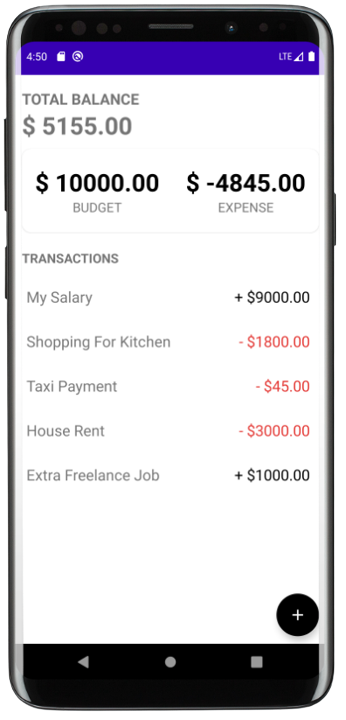 4:50 LTE
TOTAL BALANCE
$ 5155.00
$ 10000.00 $ -4845.00
BUDGET EXPENSE
TRANSACTIONS
My Salary + $9000.00
Shopping For Kitchen - $1800.00
Taxi Payment - $45.00
House Rent - $3000.00
Extra Freelance Job + $1000.00
+